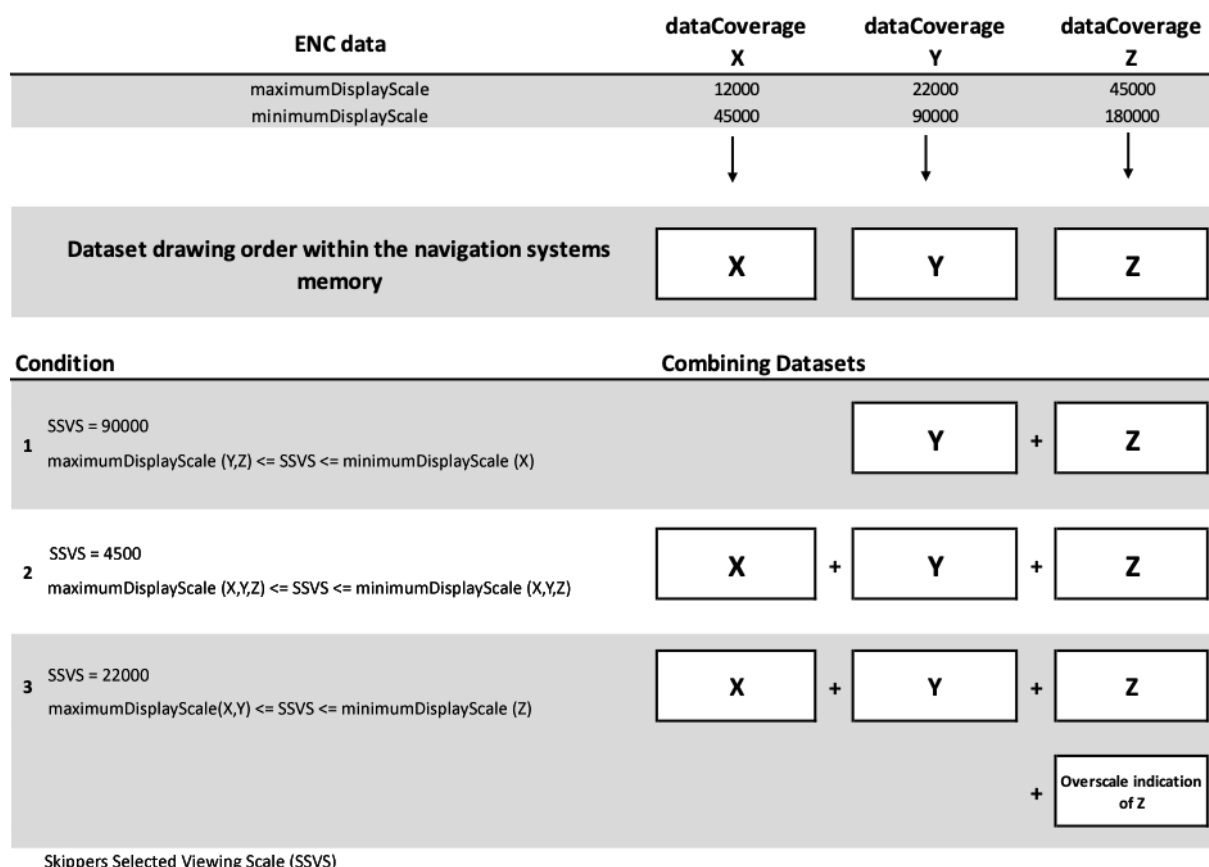 ENC data
dataCoverage X
dataCoverage Y
dataCoverage Z
maximumDisplayScale 12000 22000 45000
minimumDisplayScale 45000 90000 180000
Dataset drawing order within the navigation systems
memory
X Y Z
Condition Combining Datasets
1
SSVS = 90000
maximumDisplayScale (Y,Z) <= SSVS <= minimumDisplayScale (X)
Y + Z
2
SSVS = 4500
maximumDisplayScale (X,Y,Z) <= SSVS <= minimumDisplayScale (X,Y,Z)
X + Y + Z
3
SSVS = 22000
maximumDisplayScale(X,Y) <= SSVS <= minimumDisplayScale (Z)
X + Y + Z
+ Overscale indication
of Z
Skippers Selected Viewing Scale (SSVS)